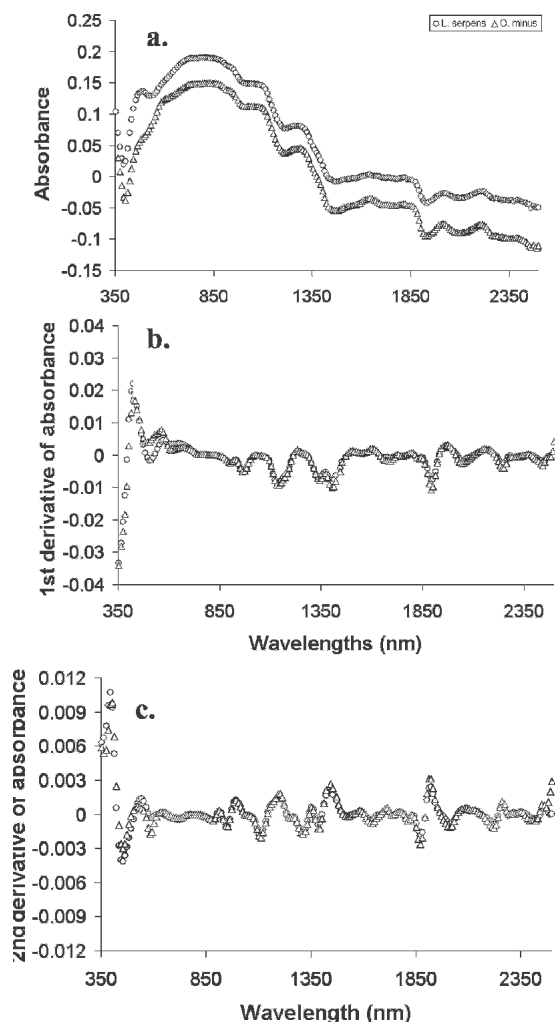 a.
○ L. serpens △ D. minus
0.25
0.2
0.15
0.1
0.05
0
-0.05
-0.1
-0.15
Absorbance
350 850 1350 1850 2350
b.
0.04
0.03
0.02
0.01
0
-0.01
-0.02
-0.03
-0.04
1st derivative of absorbance
350 850 1350 1850 2350
Wavelengths (nm)
c.
0.012
0.009
0.006
0.003
0
-0.003
-0.006
-0.009
-0.012
2nd derivative of absorbance
350 850 1350 1850 2350
Wavelength (nm)